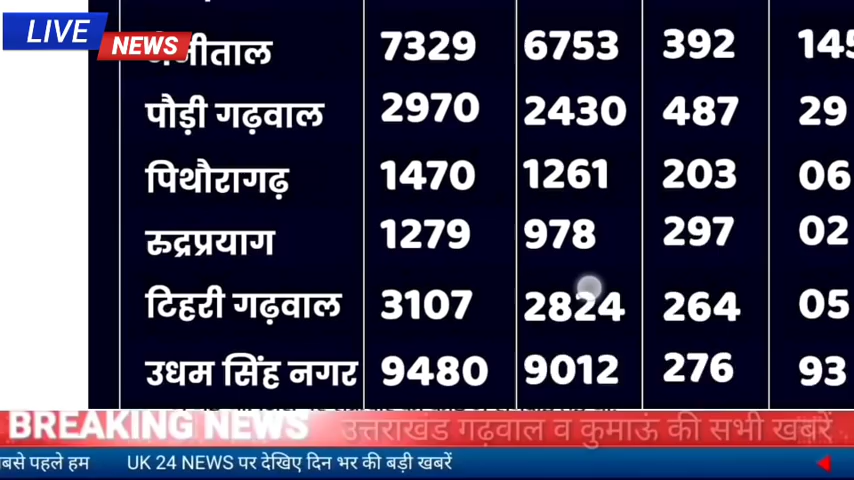 LIVE
NEWS
7329 6753 392
पौड़ी गढ़वाल 2970 2430 487 29
पिथौरागढ़ 1470 1261 203 06
रुद्रप्रयाग 1279 978 297 02
टिहरी गढ़वाल 3107 2824 264 05
उधम सिंह नगर 9480 9012 276 93
BREAKING NEWS उत्तराखंड गढ़वाल व कुमाऊं की सभी खबरें
पहले हम UK 24 NEWS पर देखिए दिन भर की बड़ी खबरें